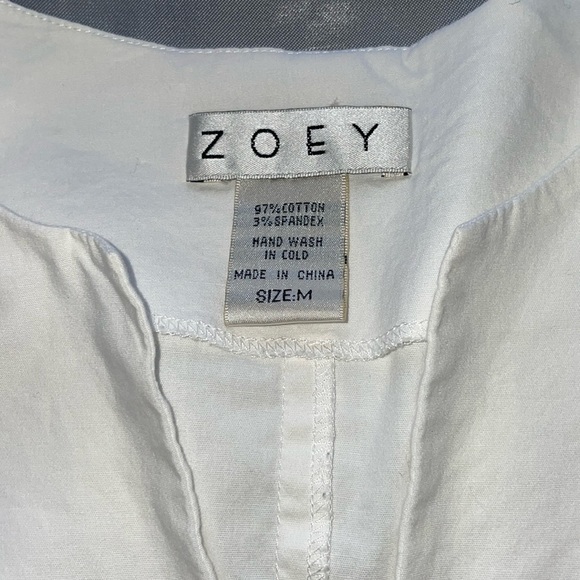 ZOEY
97% COTTON
3% SPANDEX
HAND WASH
IN COLD
MADE IN CHINA
SIZE:M